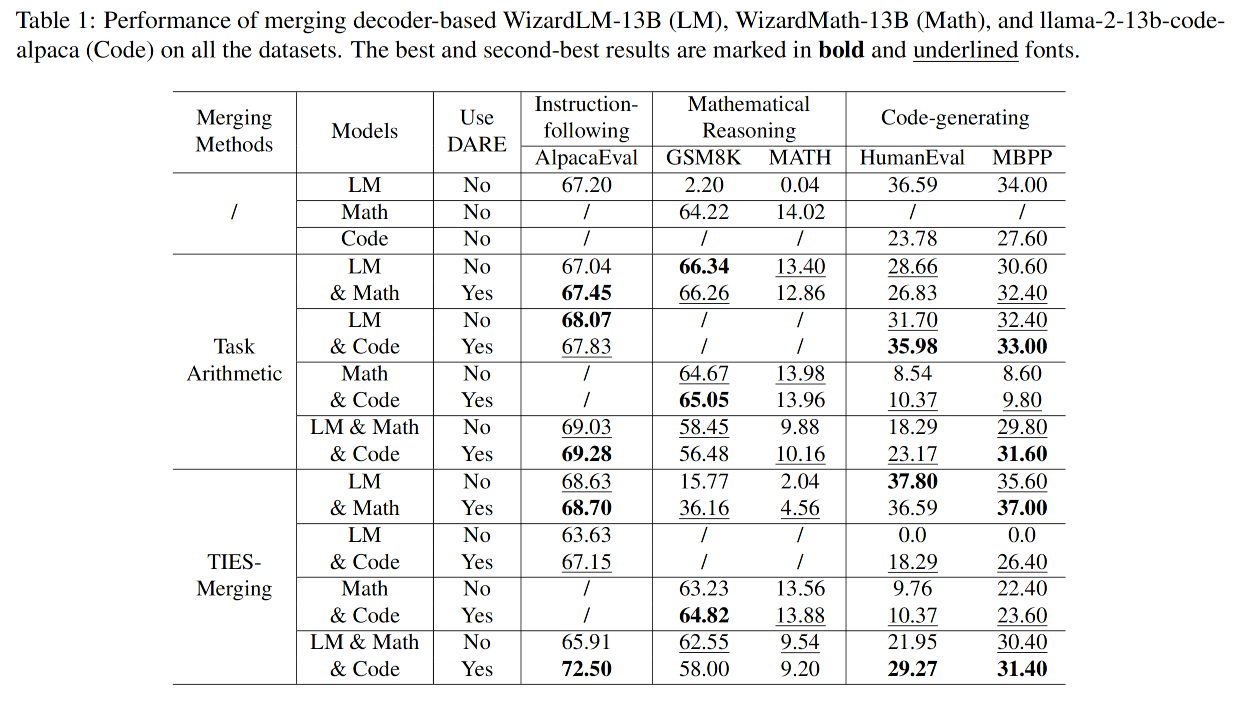 Table 1: Performance of merging decoder-based WizardLM-13B (LM), WizardMath-13B (Math), and llama-2-13b-code-
alpaca (Code) on all the datasets. The best and second-best results are marked in bold and underlined fonts.
Merging Methods | Models | Use DARE | Instruction-following | Mathematical Reasoning | Code-generating
AlpacaEval | GSM8K | MATH | HumanEval | MBPP
/ | LM | No | 67.20 | 2.20 | 0.04 | 36.59 | 34.00
Math | No | / | 64.22 | 14.02 | / | /
Code | No | / | / | / | 23.78 | 27.60
Task Arithmetic
LM | No | 67.04 | 66.34 | 13.40 | 28.66 | 30.60
& Math | Yes | 67.45 | 66.26 | 12.86 | 26.83 | 32.40
LM | No | 68.07 | / | / | 31.70 | 32.40
& Code | Yes | 67.83 | / | / | 35.98 | 33.00
Math | No | / | 64.67 | 13.98 | 8.54 | 8.60
& Code | Yes | / | 65.05 | 13.96 | 10.37 | 9.80
LM & Math | No | 69.03 | 58.45 | 9.88 | 18.29 | 29.80
& Code | Yes | 69.28 | 56.48 | 10.16 | 23.17 | 31.60
TIES-Merging
LM | No | 68.63 | 15.77 | 2.04 | 37.80 | 35.60
& Math | Yes | 68.70 | 36.16 | 4.56 | 36.59 | 37.00
LM | No | 63.63 | / | / | 0.0 | 0.0
& Code | Yes | 67.15 | / | / | 18.29 | 26.40
Math | No | / | 63.23 | 13.56 | 9.76 | 22.40
& Code | Yes | / | 64.82 | 13.88 | 10.37 | 23.60
LM & Math | No | 65.91 | 62.55 | 9.54 | 21.95 | 30.40
& Code | Yes | 72.50 | 58.00 | 9.20 | 29.27 | 31.40